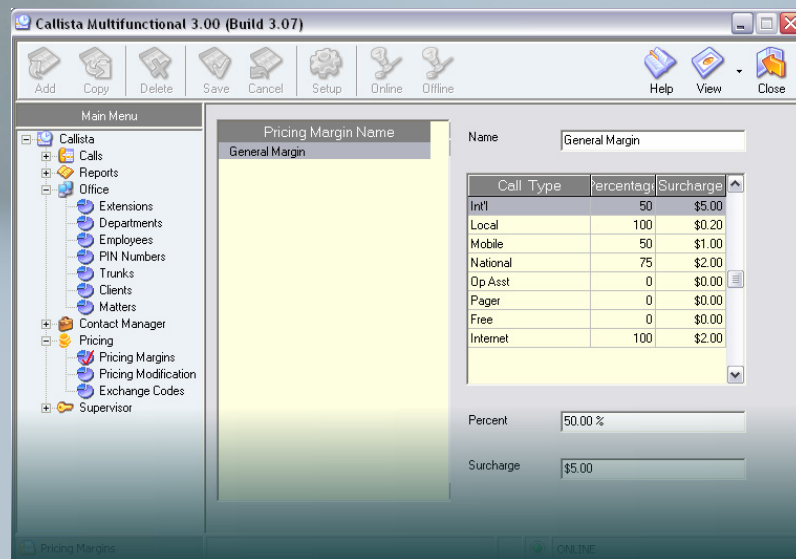 Callista Multifunctional 3.00 (Build 3.07)
Add Copy Delete Save Cancel Setup Online Offline Help View Close
Main Menu
Callista
Calls
Reports
Office
Extensions
Departments
Employees
PIN Numbers
Trunks
Clients
Matters
Contact Manager
Pricing
Pricing Margins
Pricing Modification
Exchange Codes
Supervisor
Pricing Margin Name
General Margin
Name General Margin
Call Type Percentage Surcharge
Int'l 50 $5.00
Local 100 $0.20
Mobile 50 $1.00
National 75 $2.00
Op Asst 0 $0.00
Pager 0 $0.00
Free 0 $0.00
Internet 100 $2.00
Percent 50.00 %
Surcharge $5.00
Pricing Margins ONLINE